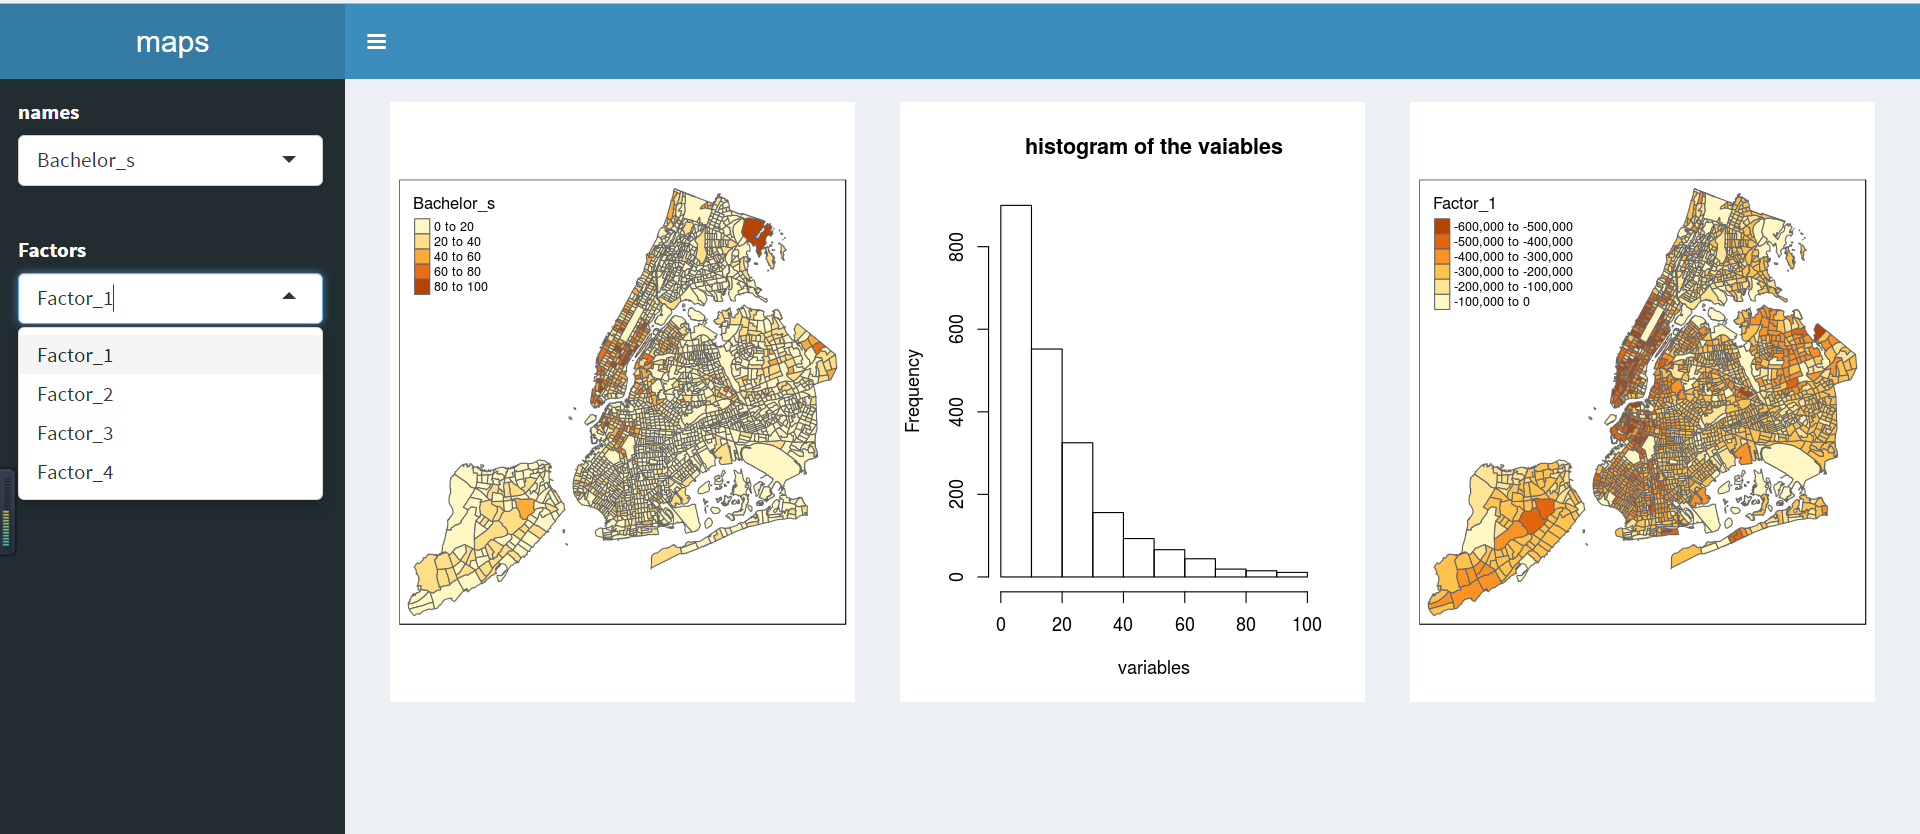 maps
names
Bachelor_s
Factors
Factor_1
Factor_1
Factor_2
Factor_3
Factor_4
Bachelor_s
0 to 20
20 to 40
40 to 60
60 to 80
80 to 100
histogram of the vaiables
Frequency
0
200
400
600
800
0 20 40 60 80 100
variables
Factor_1
-600,000 to -500,000
-500,000 to -400,000
-400,000 to -300,000
-300,000 to -200,000
-200,000 to -100,000
-100,000 to 0